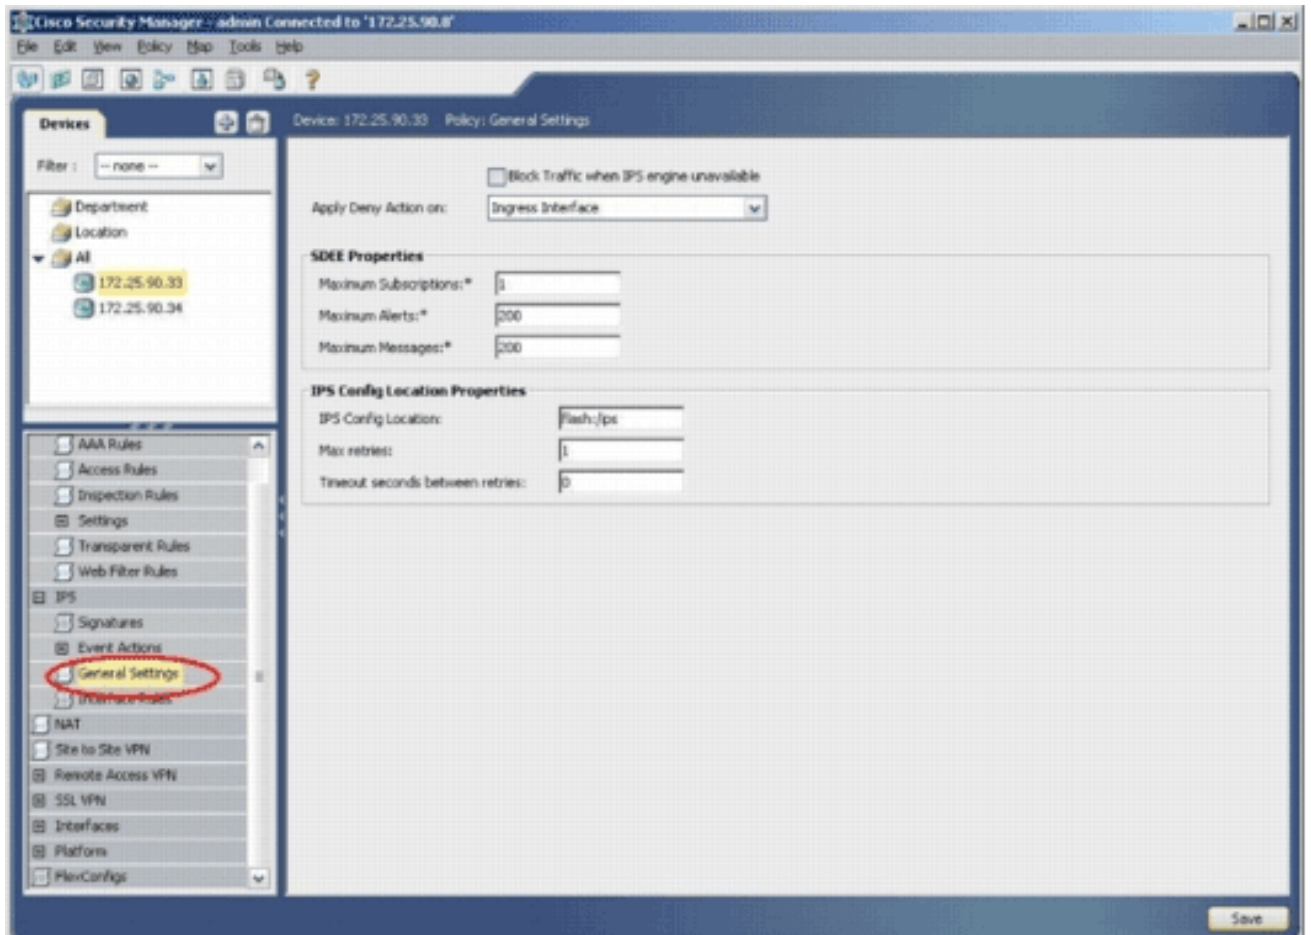 Cisco Security Manager - admin Connected to '172.25.90.8'
File Edit View Policy Map Tools Help
Devices
Filter : -- none --
Department
Location
All
172.25.90.33
172.25.90.34
AAA Rules
Access Rules
Inspection Rules
Settings
Transparent Rules
Web Filter Rules
IPS
Signatures
Event Actions
General Settings
Interface Rules
NAT
Site to Site VPN
Remote Access VPN
SSL VPN
Interfaces
Platform
FlexConfigs
Device: 172.25.90.33 Policy: General Settings
Block Traffic when IPS engine unavailable
Apply Deny Action on: Ingress Interface
SDEE Properties
Maximum Subscriptions:* 1
Maximum Alerts:* 200
Maximum Messages:* 200
IPS Config Location Properties
IPS Config Location: flash:/ips
Max retries: 1
Timeout seconds between retries: 0
Save